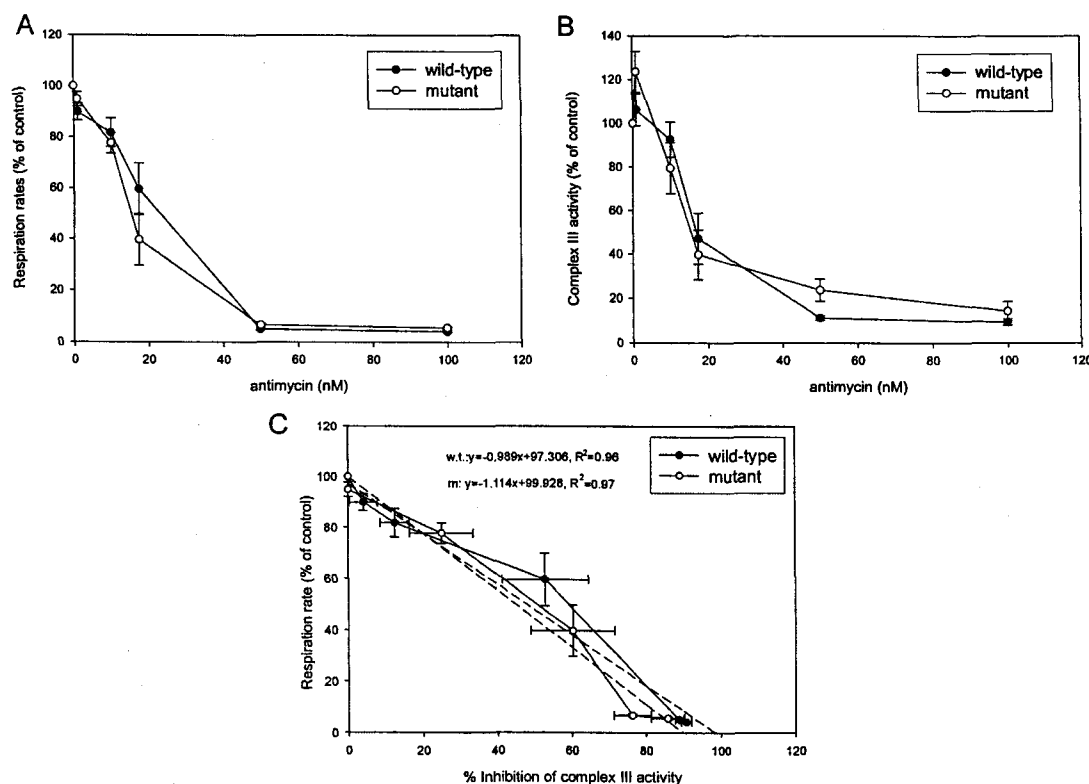 A
Respiration rates (% of control)
120
100
80
60
40
20
0
0 20 40 60 80 100 120
antimycin (nM)
wild-type
mutant
B
Complex III activity (% of control)
140
120
100
80
60
40
20
0
0 20 40 60 80 100 120
antimycin (nM)
wild-type
mutant
C
Respiration rate (% of control)
120
100
80
60
40
20
0
0 20 40 60 80 100 120
% Inhibition of complex III activity
w.t.:y=-0,989x+97.306, R²=0.96
m: y=-1.114x+99.928, R²=0.97
wild-type
mutant